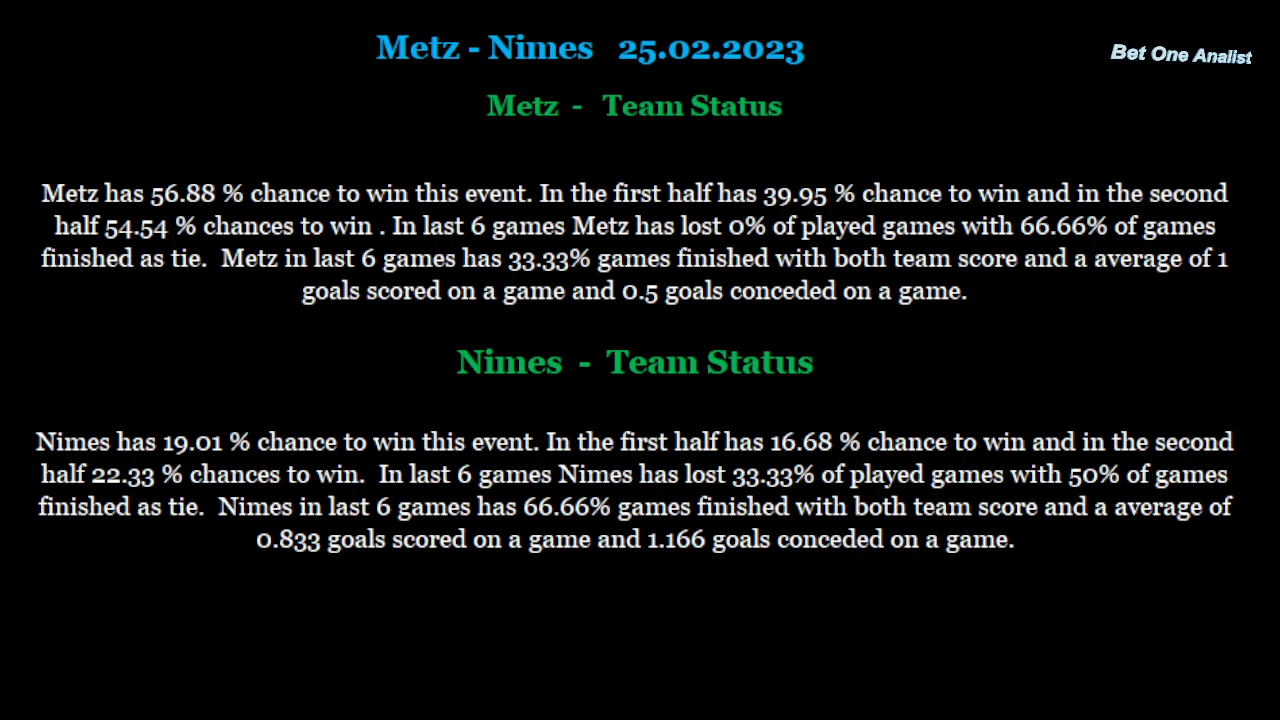 Metz - Nimes 25.02.2023
Bet One Analist
Metz - Team Status
Metz has 56.88 % chance to win this event. In the first half has 39.95 % chance to win and in the second
half 54.54 % chances to win . In last 6 games Metz has lost 0% of played games with 66.66% of games
finished as tie. Metz in last 6 games has 33.33% games finished with both team score and a average of 1
goals scored on a game and 0.5 goals conceded on a game.
Nimes - Team Status
Nimes has 19.01 % chance to win this event. In the first half has 16.68 % chance to win and in the second
half 22.33 % chances to win. In last 6 games Nimes has lost 33.33% of played games with 50% of games
finished as tie. Nimes in last 6 games has 66.66% games finished with both team score and a average of
0.833 goals scored on a game and 1.166 goals conceded on a game.